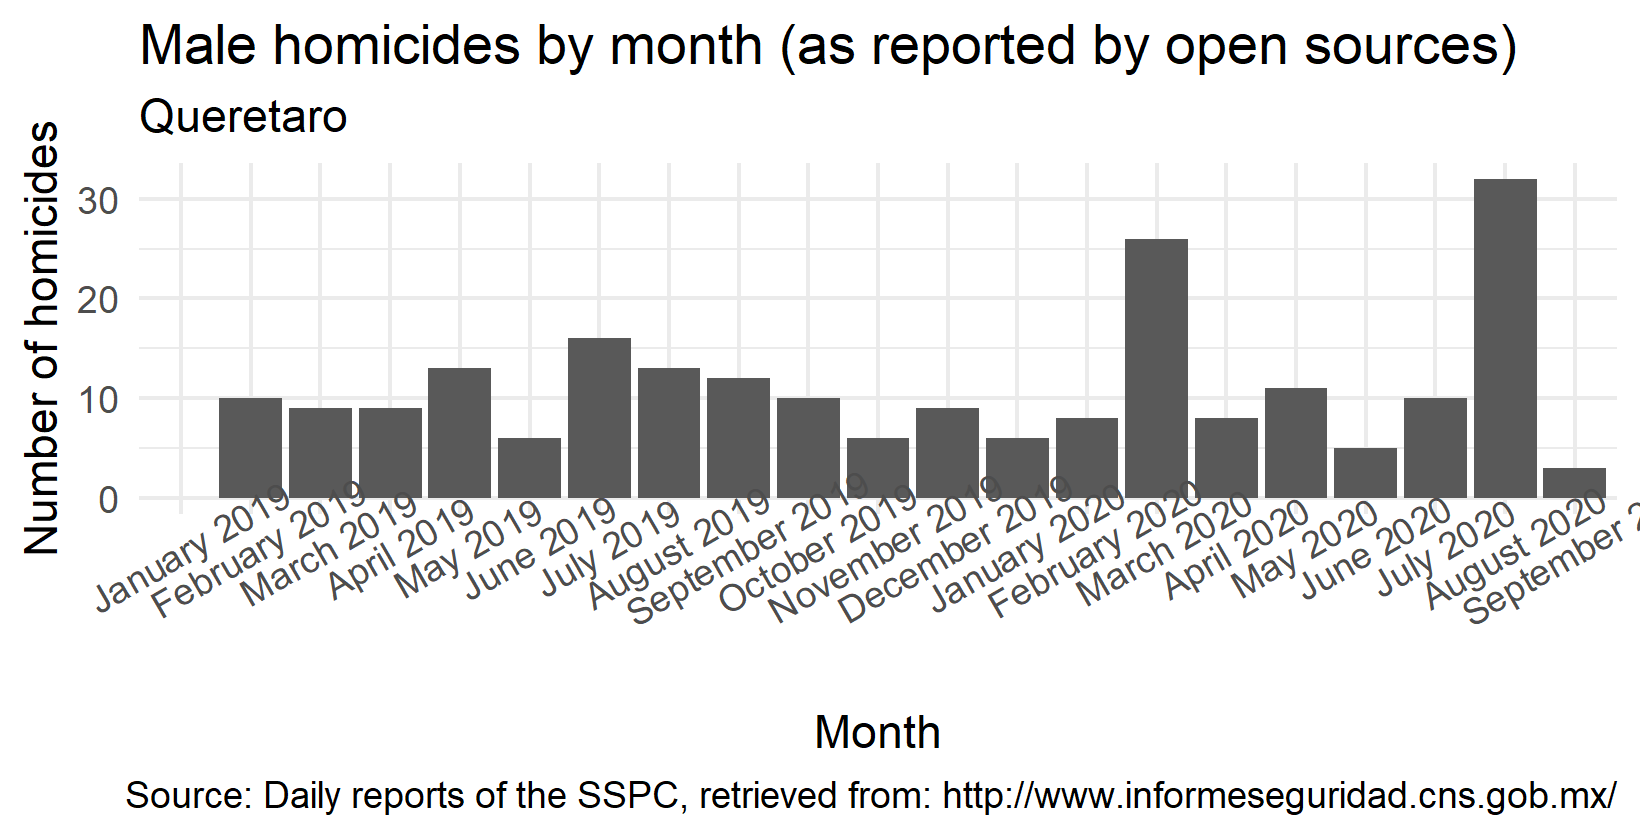 Male homicides by month (as reported by open sources)
Queretaro
Number of homicides
30
20
10
0
January 2019
February 2019
March 2019
April 2019
May 2019
June 2019
July 2019
August 2019
September 2019
October 2019
November 2019
December 2019
January 2020
February 2020
March 2020
April 2020
May 2020
June 2020
July 2020
August 2020
September 2
Month
Source: Daily reports of the SSPC, retrieved from: http://www.informeseguridad.cns.gob.mx/